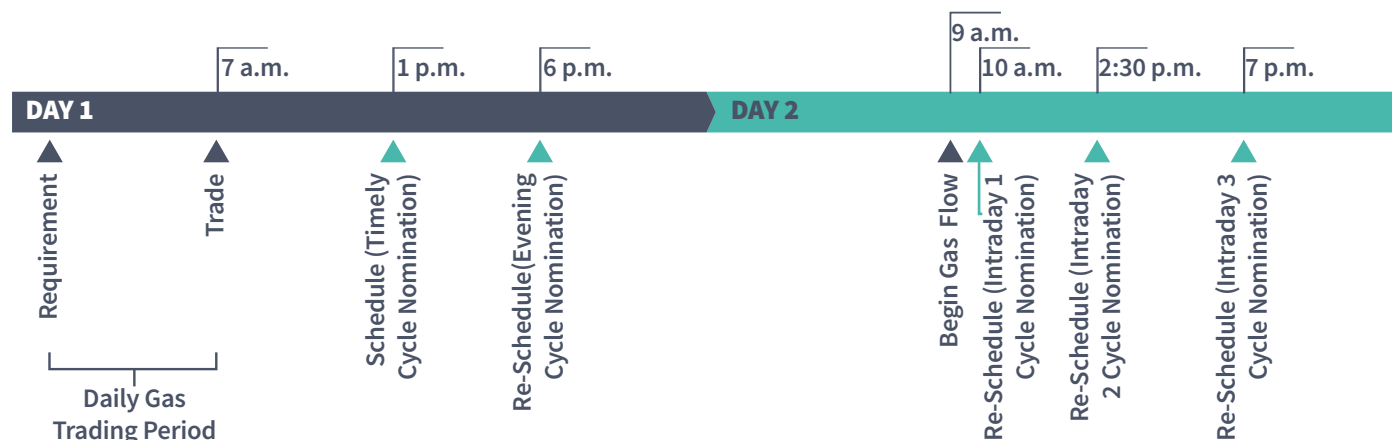 9 a.m.
7 a.m.
1 p.m.
6 p.m.
10 a.m.
2:30 p.m.
7 p.m.
DAY 1
DAY 2
Requirement
Trade
Schedule (Timely
Cycle Nomination)
Re-Schedule(Evening
Cycle Nomination)
Begin Gas Flow
Re-Schedule (Intraday 1
Cycle Nomination)
Re-Schedule (Intraday
2 Cycle Nomination)
Re-Schedule (Intraday 3
Cycle Nomination)
Daily Gas
Trading Period